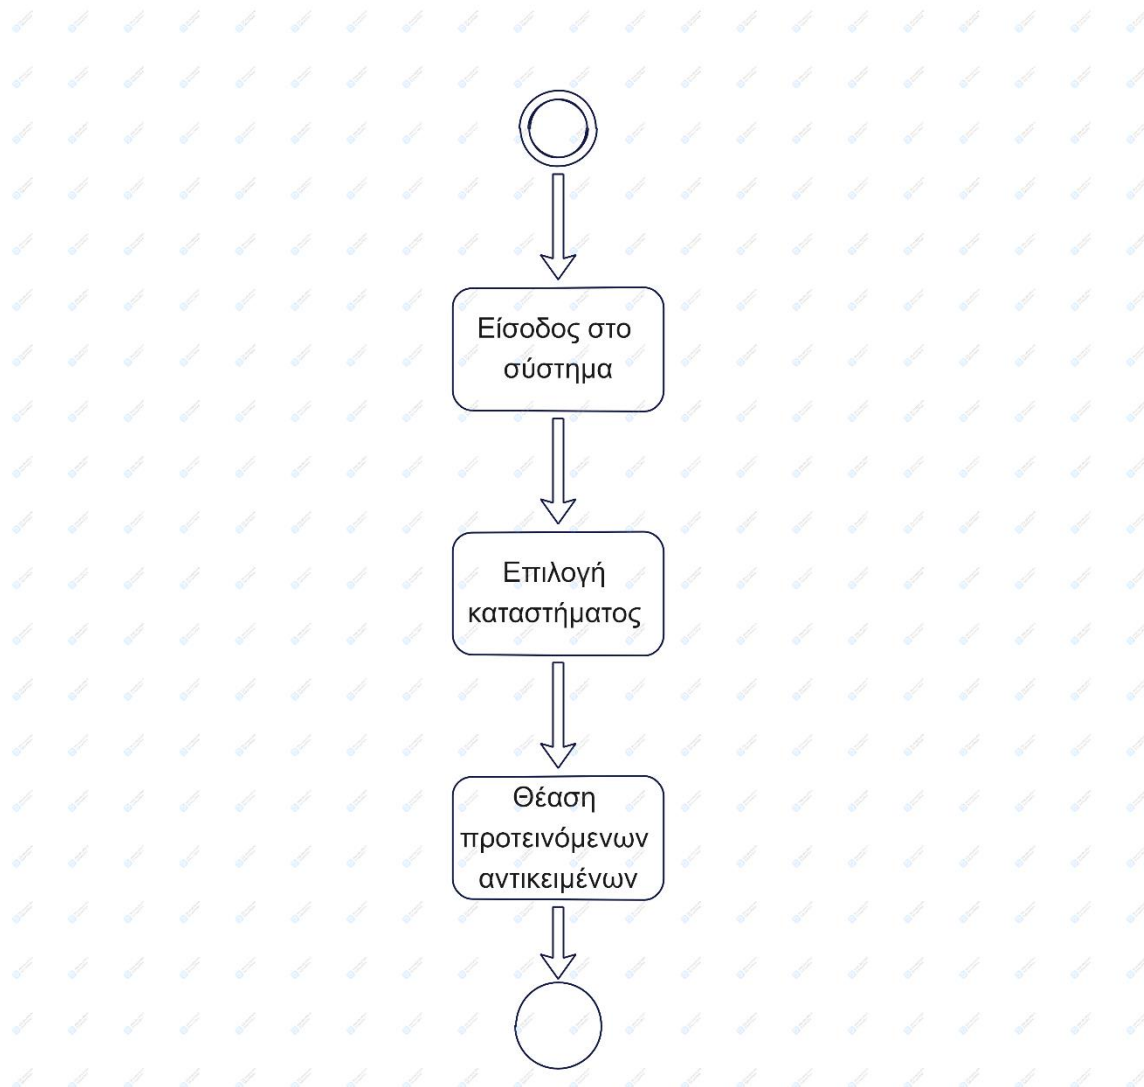 Είσοδος στο
σύστημα
Επιλογή
καταστήματος
Θέαση
προτεινόμενων
αντικειμένων